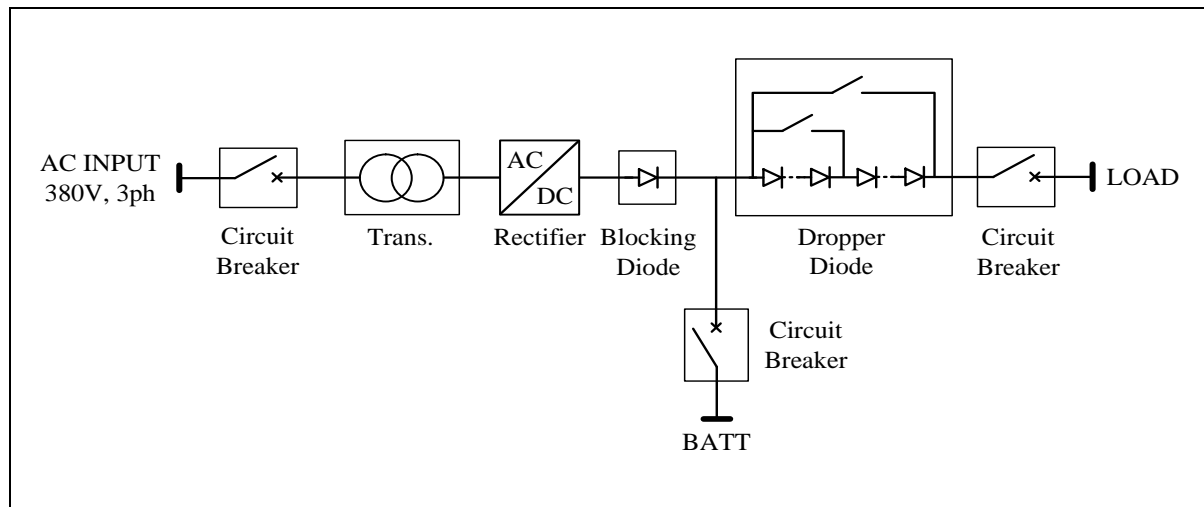 AC INPUT
380V, 3ph
Circuit
Breaker
Trans.
AC
DC
Rectifier
Blocking
Diode
Dropper
Diode
Circuit
Breaker
LOAD
Circuit
Breaker
BATT